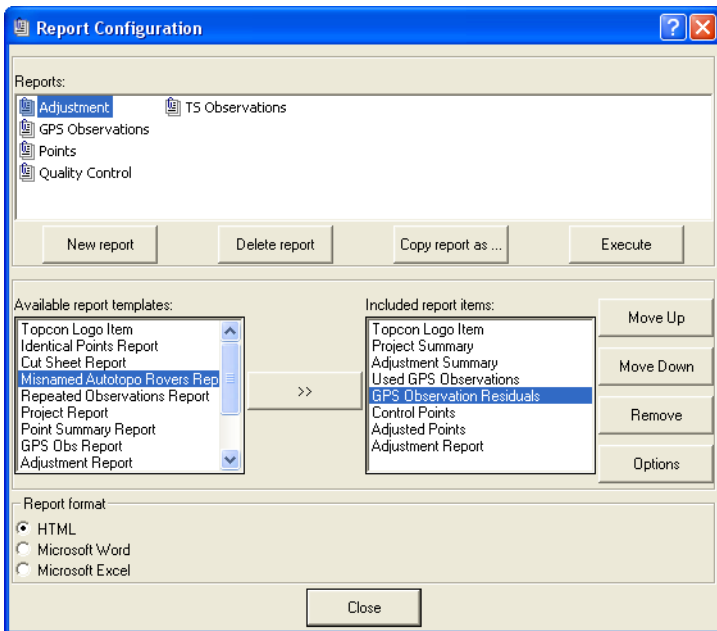 Report Configuration
Reports:
Adjustment
GPS Observations
Points
Quality Control
TS Observations
New report
Delete report
Copy report as ...
Execute
Available report templates:
Topcon Logo Item
Identical Points Report
Cut Sheet Report
Misnamed Autotopo Rovers Rep
Repeated Observations Report
Project Report
Point Summary Report
GPS Obs Report
Adjustment Report
>>
Included report items:
Topcon Logo Item
Project Summary
Adjustment Summary
Used GPS Observations
GPS Observation Residuals
Control Points
Adjusted Points
Adjustment Report
Move Up
Move Down
Remove
Options
Report format
HTML
Microsoft Word
Microsoft Excel
Close